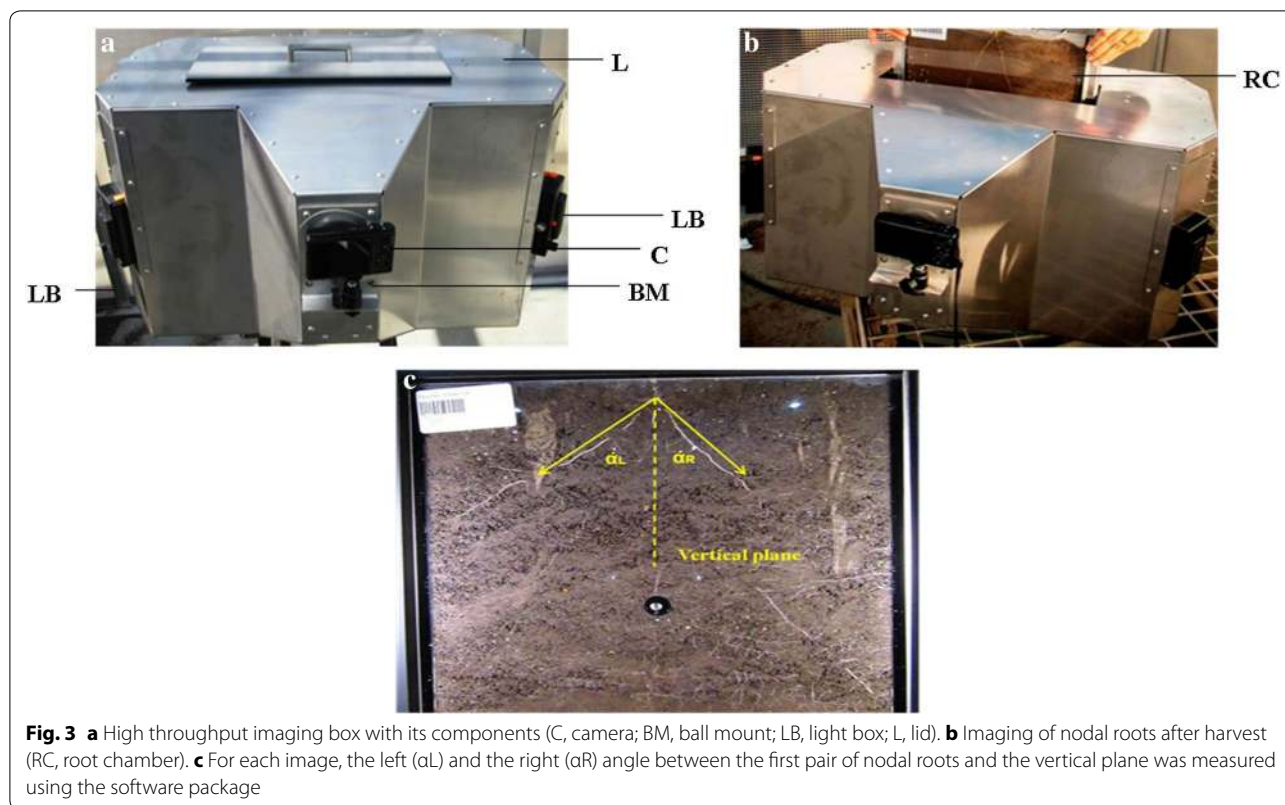 a
L
LB
C
LB
BM
b
RC
c
ά́L
ά́R
Vertical plane
Fig. 3 a High throughput imaging box with its components (C, camera; BM, ball mount; LB, light box; L, lid). b Imaging of nodal roots after harvest
(RC, root chamber). c For each image, the left (αL) and the right (αR) angle between the first pair of nodal roots and the vertical plane was measured
using the software package